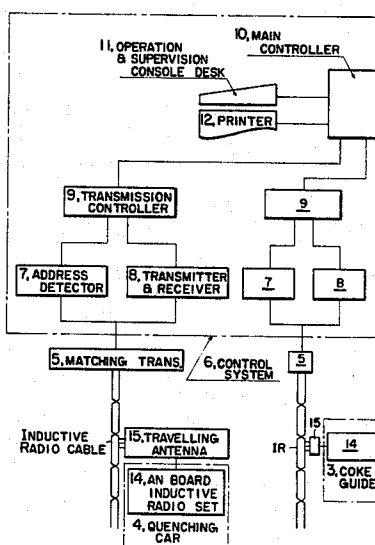 11, OPERATION
& SUPERVISION
CONSOLE DESK
10, MAIN
CONTROLLER
12, PRINTER
9, TRANSMISSION
CONTROLLER
9
7, ADDRESS
DETECTOR
8, TRANSMITTER
& RECEIVER
7
8
5, MATCHING TRANS.
6, CONTROL
SYSTEM
5
INDUCTIVE
RADIO CABLE
15, TRAVELLING
ANTENNA
IR
15
14
14, AN BOARD
INDUCTIVE
RADIO SET
3, COKE
GUIDE
4, QUENCHING
CAR